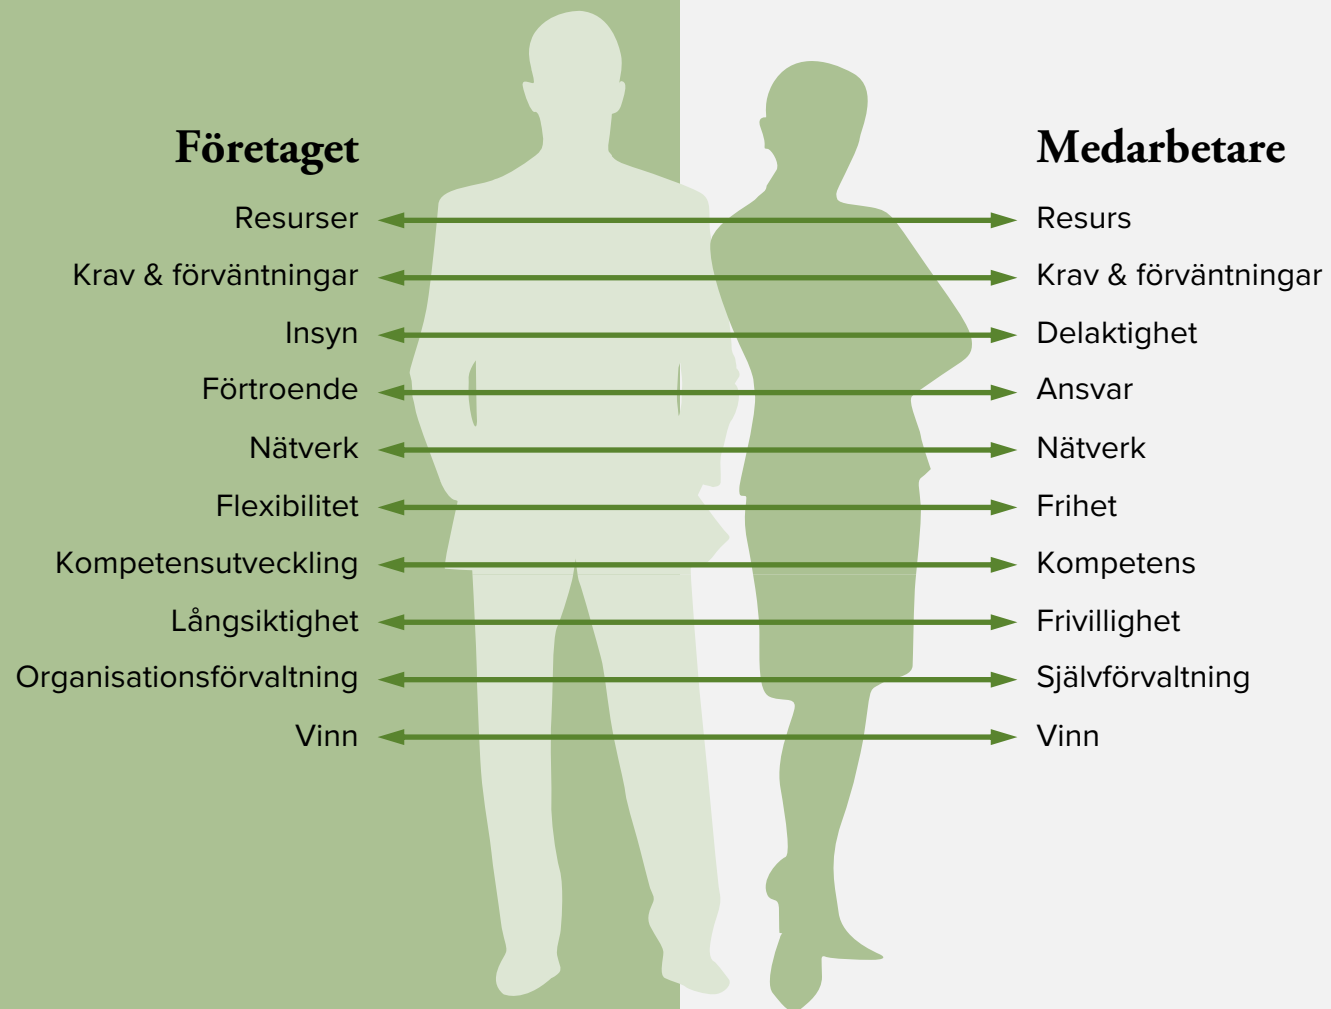 Företaget Medarbetare
Resurser Resurs
Krav & förväntningar Krav & förväntningar
Insyn Delaktighet
Förtroende Ansvar
Nätverk Nätverk
Flexibilitet Frihet
Kompetensutveckling Kompetens
Långsiktighet Frivillighet
Organisationsförvaltning Självförvaltning
Vinn Vinn